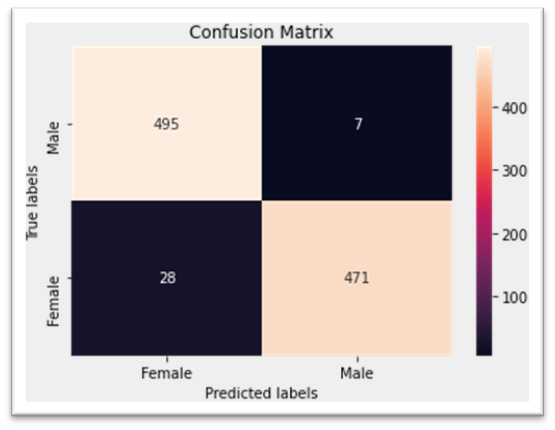 Confusion Matrix
True labels
Male
495
7
400
300
200
100
Female
28
471
Female
Male
Predicted labels